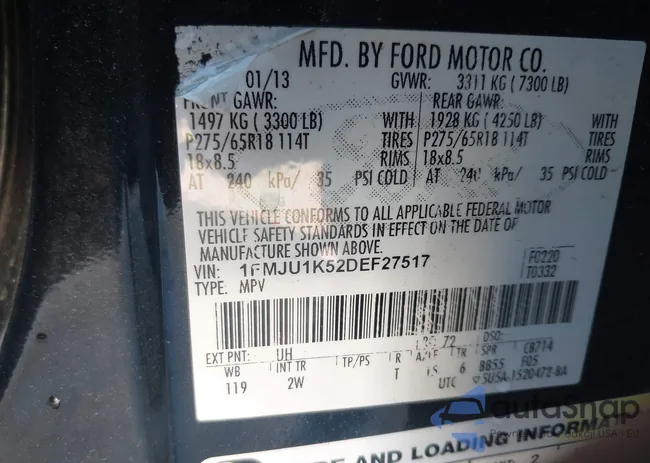 MFD. BY FORD MOTOR CO.
01/13 GVWR: 3311 KG ( 7300 LB)
FRONT GAWR: REAR GAWR:
1497 KG ( 3300 LB) WITH 1928 KG ( 4250 LB) WITH
P275/65R18 114T TIRES P275/65R18 114T TIRES
18x8.5 RIMS 18x8.5 RIMS
AT 240 kPa/ 35 PSI COLD AT 240 kPa/ 35 PSI COLD
THIS VEHICLE CONFORMS TO ALL APPLICABLE FEDERAL MOTOR
VEHICLE SAFETY STANDARDS IN EFFECT ON THE DATE OF
MANUFACTURE SHOWN ABOVE.
VIN: 1FMJU1K52DEF27517 F0220
TYPE: MPV T0332
EXT PNT: UH 72 DSO:
WB INT TR TP/PS R TR SPR CB714
119 2W T 6 BB55 F05
UTC
autoSnap
AND LOADING INFORMA